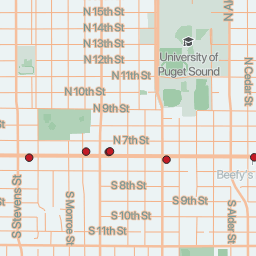 N 15th St
N 14th St
N 13th St
N 12th St
N 11th St
University of
Puget Sound
N 10th St
N 9th St
N 7th St
S 8th St
S 9th St
S 10th St
S 11th St
S Stevens St
S Monroe St
N Cedar St
S Alder St
Beefy's
N Al